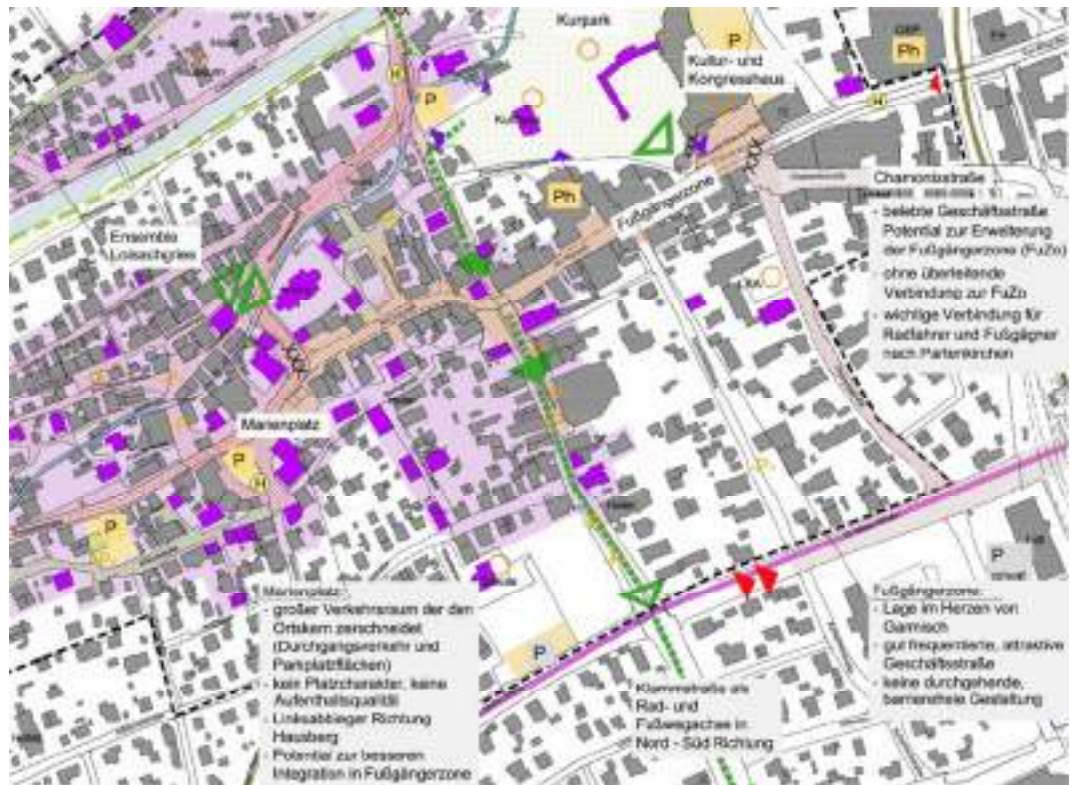 Kurpark
P
Kultur- und
Kongresshaus
Ph
H
H
P
Ph
Fußgängerzone
Chamonixstraße
- belebte Geschäftsstraße
Potential zur Erweiterung
der Fußgängerzone (FuZo)
- ohne überleitende
Verbindung zur FuZo
- wichtige Verbindung für
Radfahrer und Fußgägner
nach Partenkirchen
Ensemble
Loisachgries
Marienplatz
P
H
P
P
P
Marienplatz:
- großer Verkehrsraum der den
Ortskern zerschneidet
(Durchgangsverkehr und
Parkplatzflächen)
- kein Platzcharakter, keine
Aufenthaltsqualität
- Linksabbieger Richtung
Hausberg
- Potential zur besseren
Integration in Fußgängerzone
Klammstraße als
Rad- und
Fußwegachse in
Nord - Süd Richtung
Fußgängerzone:
- Lage im Herzen von
Garmisch
- gut frequentierte, attraktive
Geschäftsstraße
- keine durchgehende,
barrierefreie Gestaltung